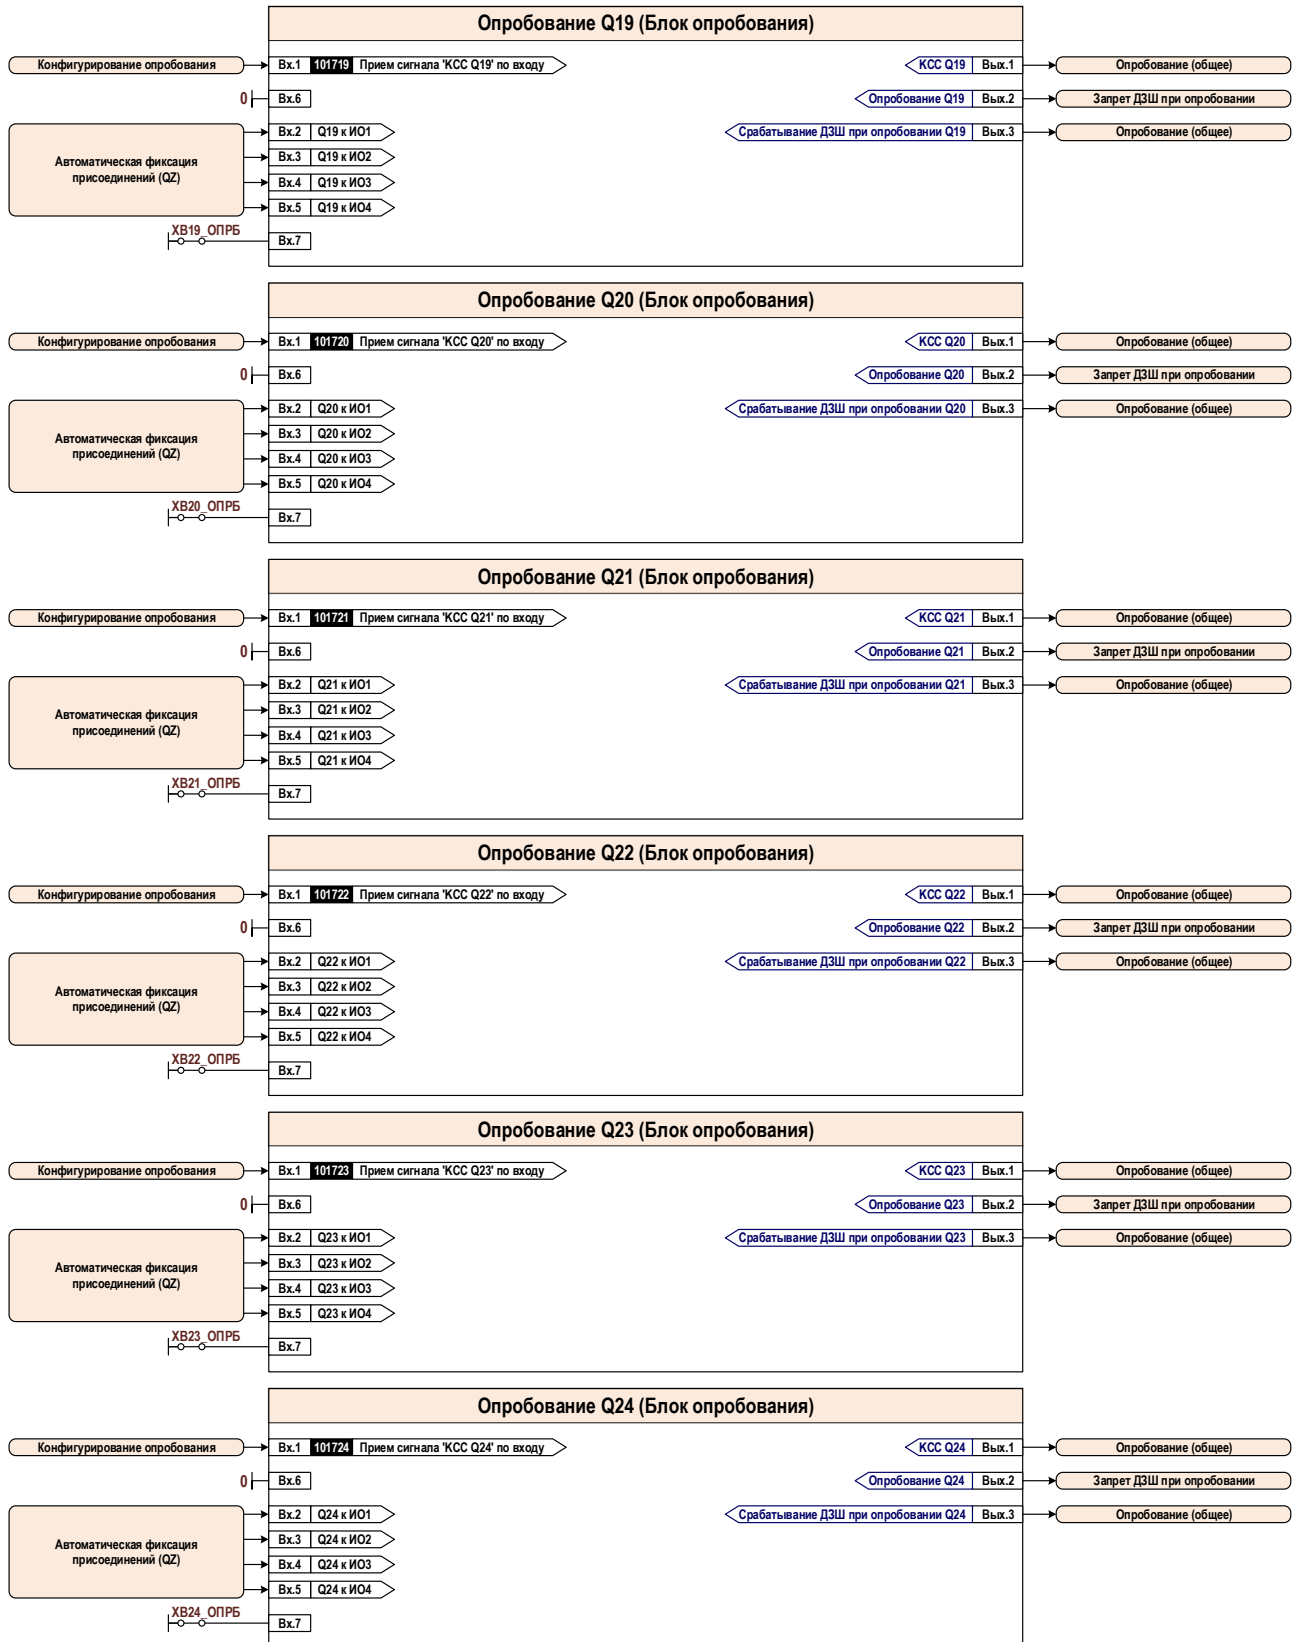 Опробование Q19 (Блок опробования)
Конфигурирование опробования Вх.1 101719 Прием сигнала 'КСС Q19' по входу КСС Q19 Вых.1 Опробование (общее)
0 Вх.6 Опробование Q19 Вых.2 Запрет ДЗШ при опробовании
Вх.2 Q19 к ИО1 Срабатывание ДЗШ при опробовании Q19 Вых.3 Опробование (общее)
Автоматическая фиксация
присоединений (QZ)
Вх.3 Q19 к ИО2
Вх.4 Q19 к ИО3
Вх.5 Q19 к ИО4
XB19_ОПРБ
Вх.7
Опробование Q20 (Блок опробования)
Конфигурирование опробования Вх.1 101720 Прием сигнала 'КСС Q20' по входу КСС Q20 Вых.1 Опробование (общее)
0 Вх.6 Опробование Q20 Вых.2 Запрет ДЗШ при опробовании
Вх.2 Q20 к ИО1 Срабатывание ДЗШ при опробовании Q20 Вых.3 Опробование (общее)
Автоматическая фиксация
присоединений (QZ)
Вх.3 Q20 к ИО2
Вх.4 Q20 к ИО3
Вх.5 Q20 к ИО4
XB20_ОПРБ
Вх.7
Опробование Q21 (Блок опробования)
Конфигурирование опробования Вх.1 101721 Прием сигнала 'КСС Q21' по входу КСС Q21 Вых.1 Опробование (общее)
0 Вх.6 Опробование Q21 Вых.2 Запрет ДЗШ при опробовании
Вх.2 Q21 к ИО1 Срабатывание ДЗШ при опробовании Q21 Вых.3 Опробование (общее)
Автоматическая фиксация
присоединений (QZ)
Вх.3 Q21 к ИО2
Вх.4 Q21 к ИО3
Вх.5 Q21 к ИО4
XB21_ОПРБ
Вх.7
Опробование Q22 (Блок опробования)
Конфигурирование опробования Вх.1 101722 Прием сигнала 'КСС Q22' по входу КСС Q22 Вых.1 Опробование (общее)
0 Вх.6 Опробование Q22 Вых.2 Запрет ДЗШ при опробовании
Вх.2 Q22 к ИО1 Срабатывание ДЗШ при опробовании Q22 Вых.3 Опробование (общее)
Автоматическая фиксация
присоединений (QZ)
Вх.3 Q22 к ИО2
Вх.4 Q22 к ИО3
Вх.5 Q22 к ИО4
XB22_ОПРБ
Вх.7
Опробование Q23 (Блок опробования)
Конфигурирование опробования Вх.1 101723 Прием сигнала 'КСС Q23' по входу КСС Q23 Вых.1 Опробование (общее)
0 Вх.6 Опробование Q23 Вых.2 Запрет ДЗШ при опробовании
Вх.2 Q23 к ИО1 Срабатывание ДЗШ при опробовании Q23 Вых.3 Опробование (общее)
Автоматическая фиксация
присоединений (QZ)
Вх.3 Q23 к ИО2
Вх.4 Q23 к ИО3
Вх.5 Q23 к ИО4
XB23_ОПРБ
Вх.7
Опробование Q24 (Блок опробования)
Конфигурирование опробования Вх.1 101724 Прием сигнала 'КСС Q24' по входу КСС Q24 Вых.1 Опробование (общее)
0 Вх.6 Опробование Q24 Вых.2 Запрет ДЗШ при опробовании
Вх.2 Q24 к ИО1 Срабатывание ДЗШ при опробовании Q24 Вых.3 Опробование (общее)
Автоматическая фиксация
присоединений (QZ)
Вх.3 Q24 к ИО2
Вх.4 Q24 к ИО3
Вх.5 Q24 к ИО4
XB24_ОПРБ
Вх.7